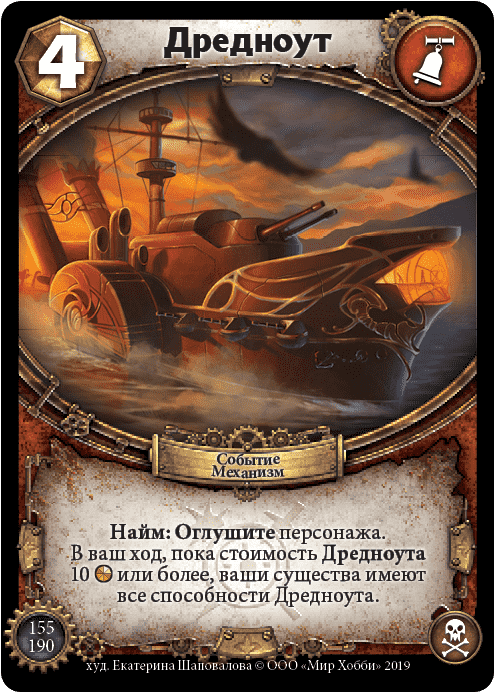 4
Дредноут
Событие
Механизм
Найм: Оглушите персонажа.
В ваш ход, пока стоимость Дредноута
10 или более, ваши существа имеют
все способности Дредноута.
155
190
худ. Екатерина Шаповалова © ООО «Мир Хобби» 2019